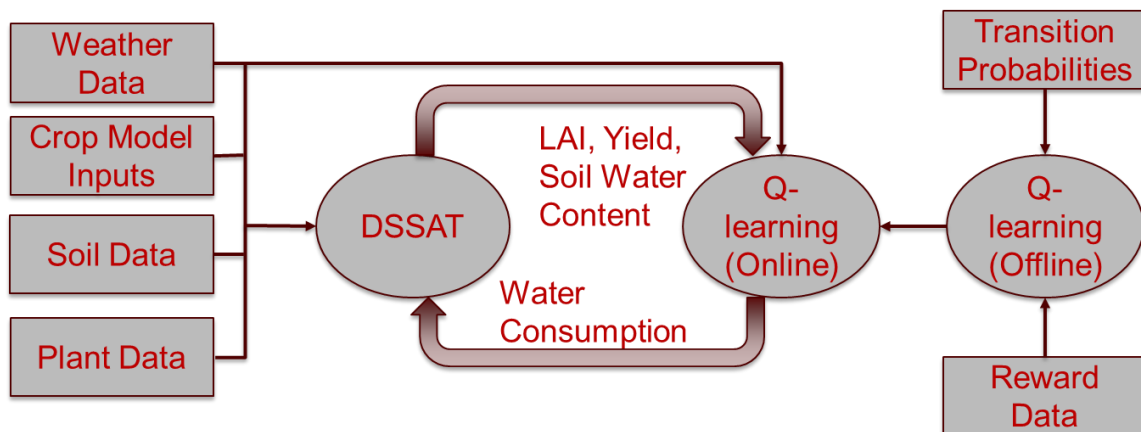 Weather
Data
Crop Model
Inputs
Soil Data
Plant Data
DSSAT
LAI, Yield,
Soil Water
Content
Water
Consumption
Q-
learning
(Online)
Transition
Probabilities
Q-
learning
(Offline)
Reward
Data